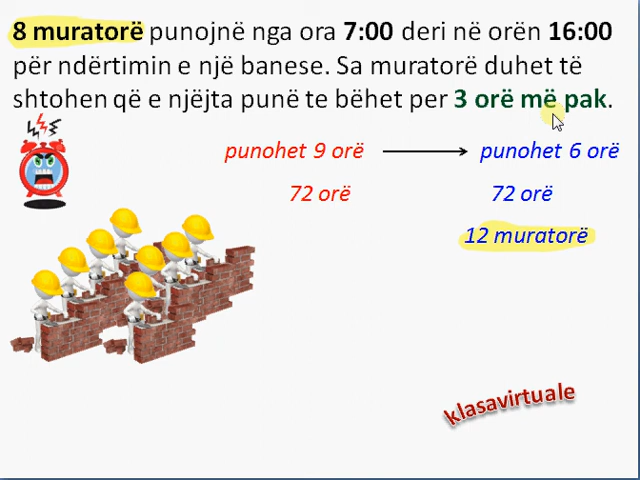 8 muratorë punojnë nga ora 7:00 deri në orën 16:00
për ndërtimin e një banese. Sa muratorë duhet të
shtohen që e njëjta punë te bëhet per 3 orë më pak.
punohet 9 orë punohet 6 orë
72 orë 72 orë
12 muratorë
klasavirtuale